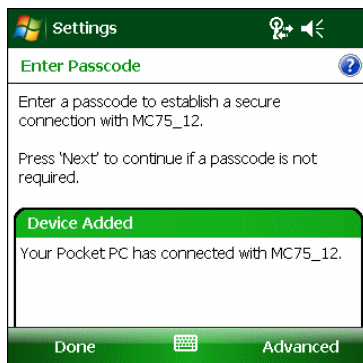 Settings
Enter Passcode
Enter a passcode to establish a secure
connection with MC75_12.
Press 'Next' to continue if a passcode is not
required.
Device Added
Your Pocket PC has connected with MC75_12.
Done
Advanced